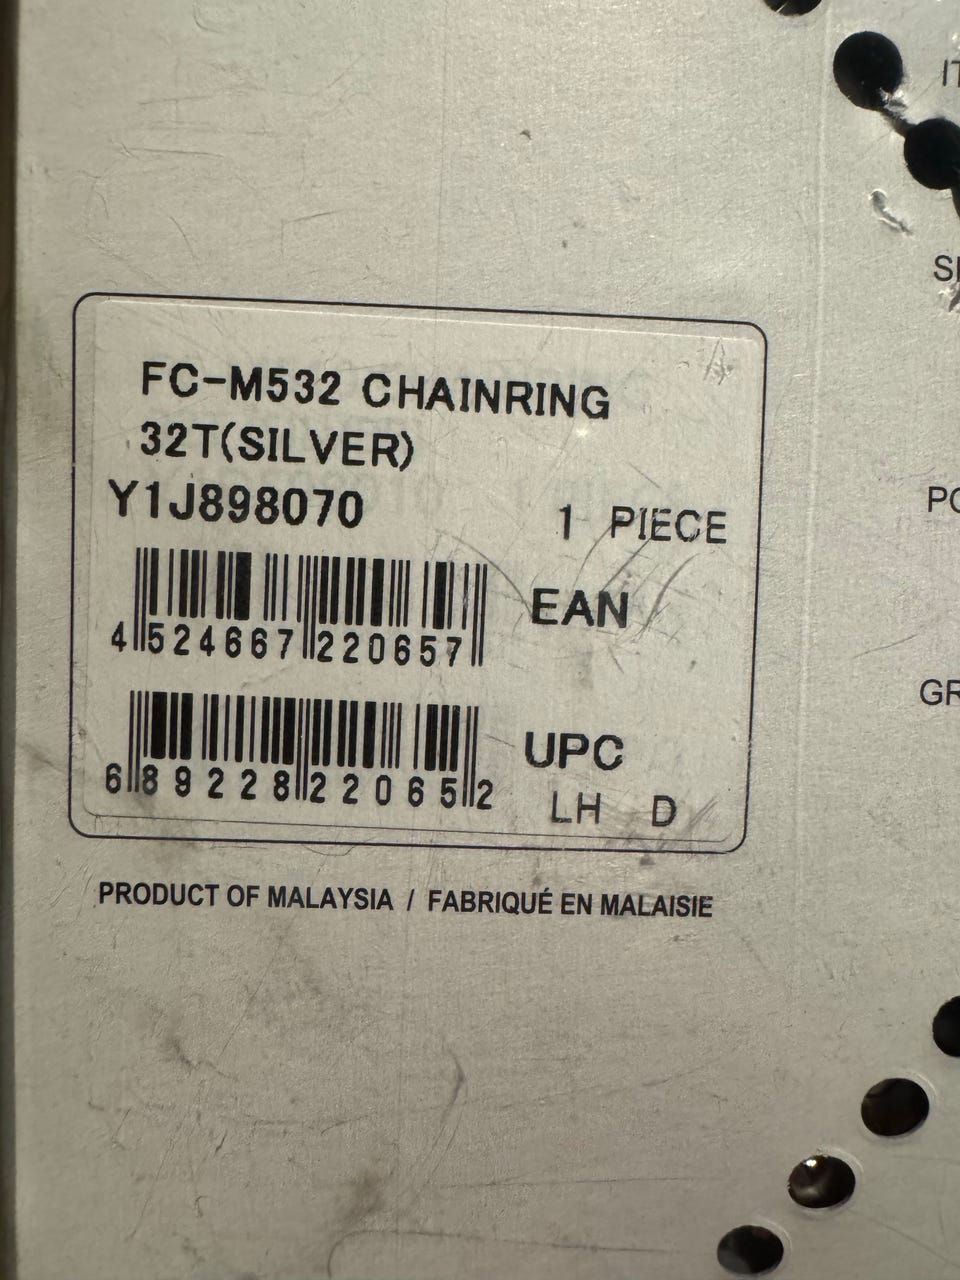 FC-M532 CHAINRING
32T(SILVER)
Y1J898070
1 PIECE
4 524667 220657
EAN
6 89228 22065 2
UPC
LH D
PRODUCT OF MALAYSIA / FABRIQUÉ EN MALAISIE